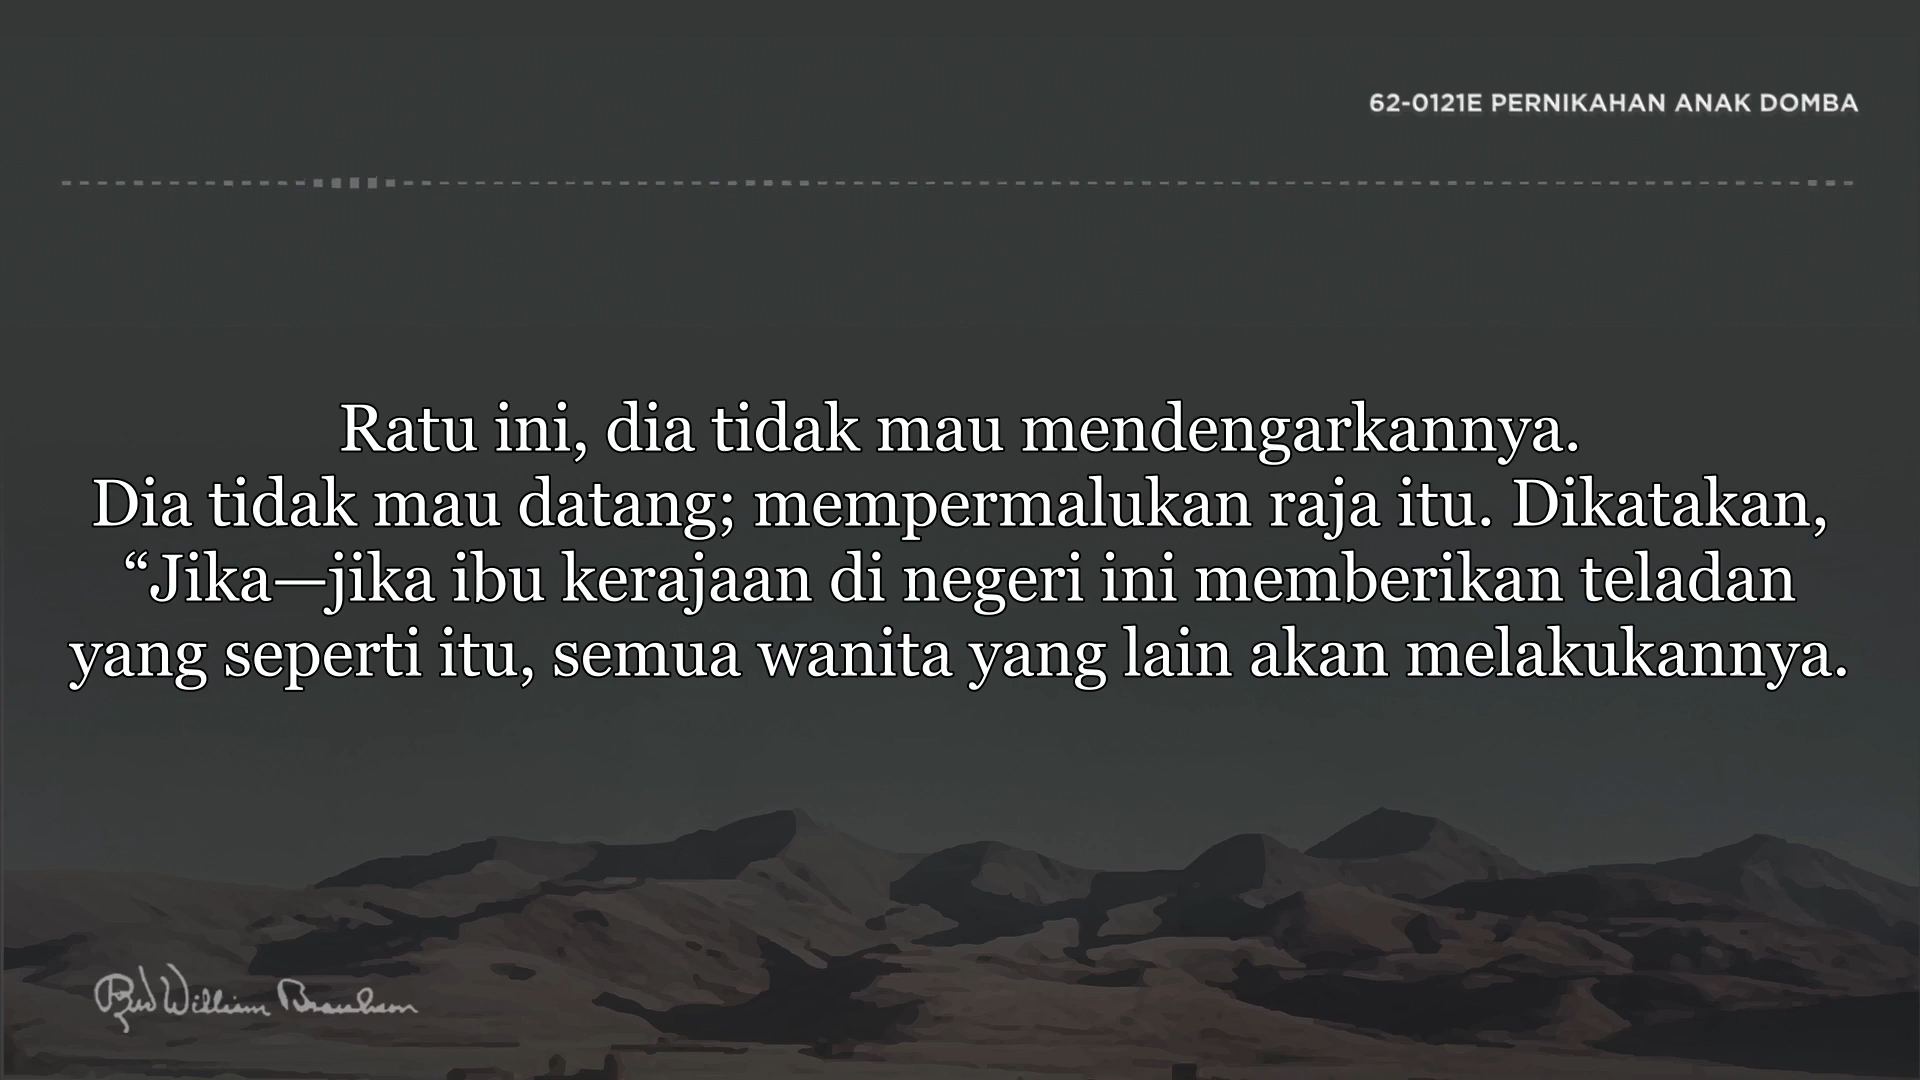 62-0121E PERNIKAHAN ANAK DOMBA
Ratu ini, dia tidak mau mendengarkannya.
Dia tidak mau datang; mempermalukan raja itu. Dikatakan,
“Jika—jika ibu kerajaan di negeri ini memberikan teladan
yang seperti itu, semua wanita yang lain akan melakukannya.
Rev William Branham